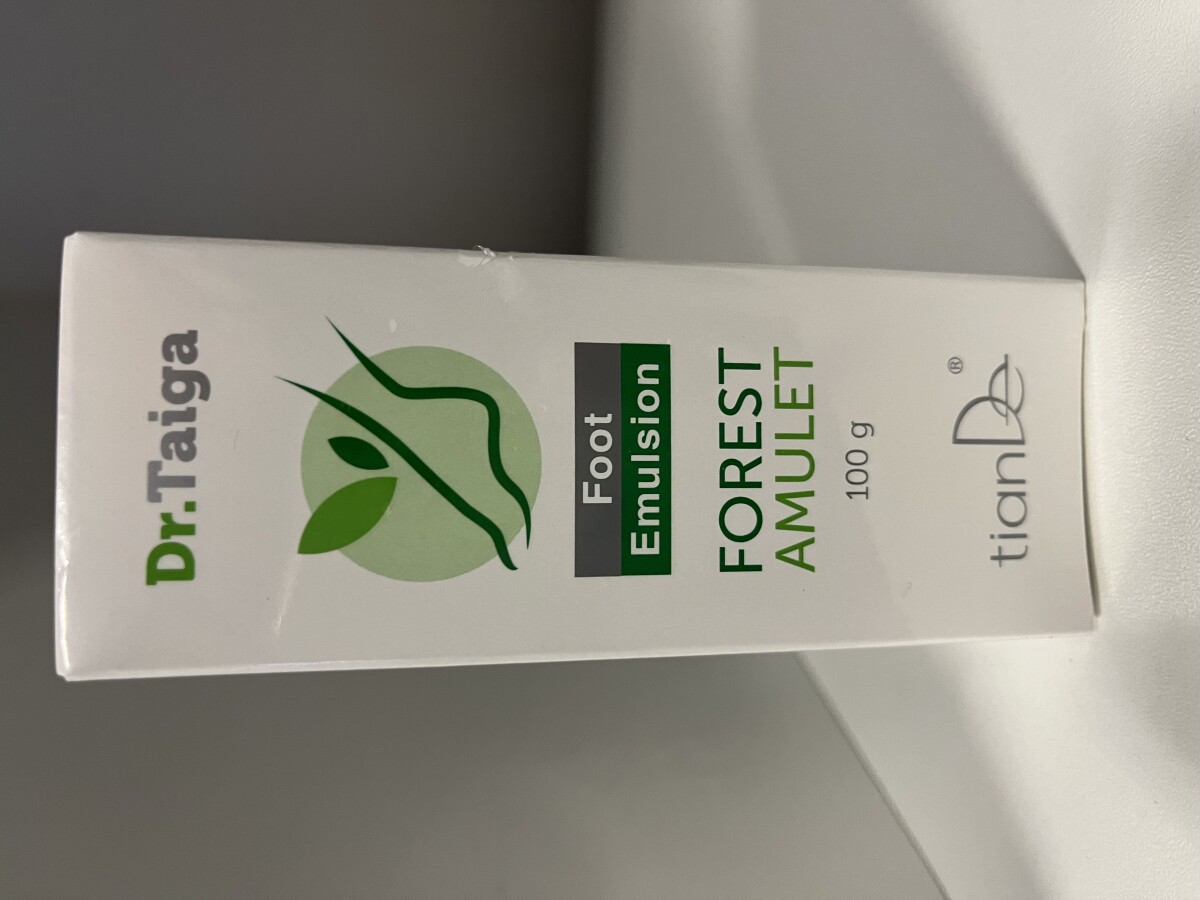 Dr.Taiga
Foot
Emulsion
FOREST
AMULET
100 g
tianDe®